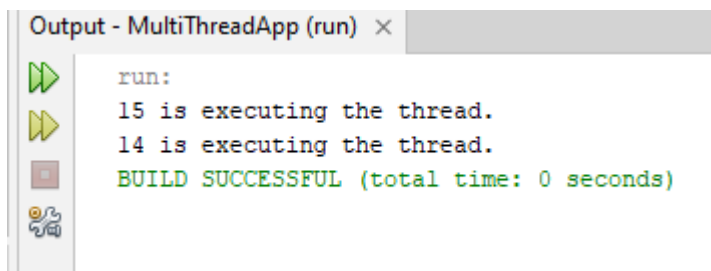 Output - MultiThreadApp (run) ×
run:
15 is executing the thread.
14 is executing the thread.
BUILD SUCCESSFUL (total time: 0 seconds)